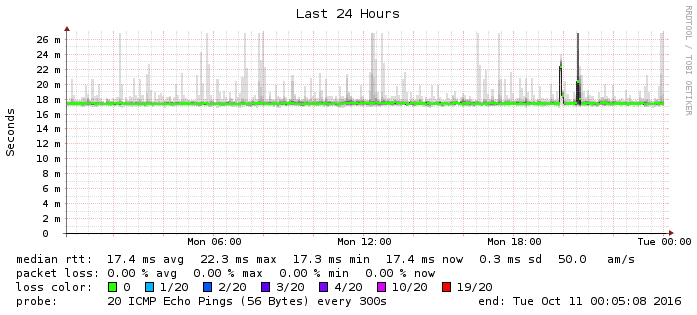 Last 24 Hours
RRDTOOL / TOBI OETIKER
Seconds
26 m
24 m
22 m
20 m
18 m
16 m
14 m
12 m
10 m
8 m
6 m
4 m
2 m
0
Mon 06:00 Mon 12:00 Mon 18:00 Tue 00:00
median rtt: 17.4 ms avg 22.3 ms max 17.3 ms min 17.4 ms now 0.3 ms sd 50.0 am/s
packet loss: 0.00 % avg 0.00 % max 0.00 % min 0.00 % now
loss color: 0 1/20 2/20 3/20 4/20 10/20 19/20
probe: 20 ICMP Echo Pings (56 Bytes) every 300s end: Tue Oct 11 00:05:08 2016